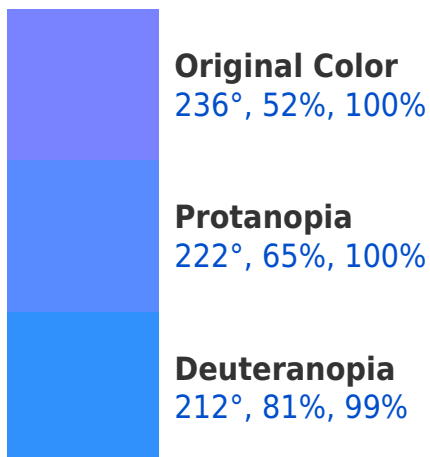 Original Color
236°, 52%, 100%
Protanopia
222°, 65%, 100%
Deuteranopia
212°, 81%, 99%